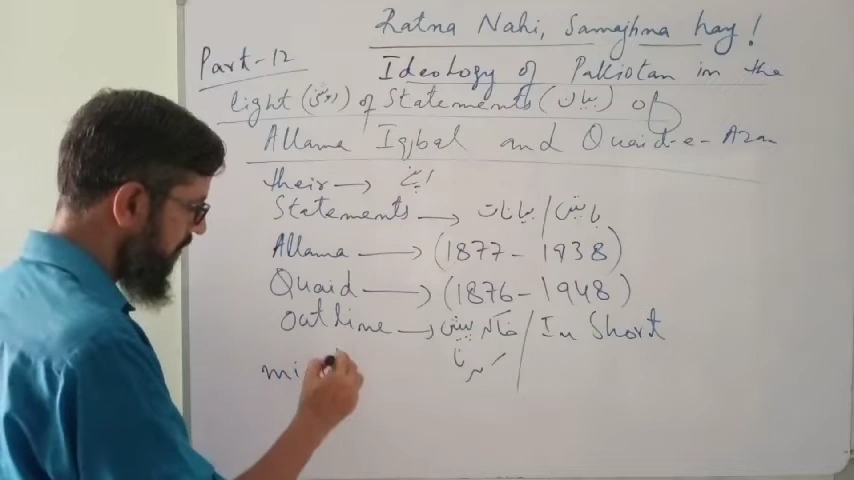 Ratna Nahi, Samajhna hay!
Part-12
Ideology of Pakistan in the
light (روشنی) of Statements (بیان) of
Allama Iqbal and Quaid-e-Azam
their → اپنے
Statements → بیانات / باتیں
Allama → (1877 - 1938)
Quaid → (1876 - 1948)
Outline → خاکہ پیش / In Short
کرنا
mi